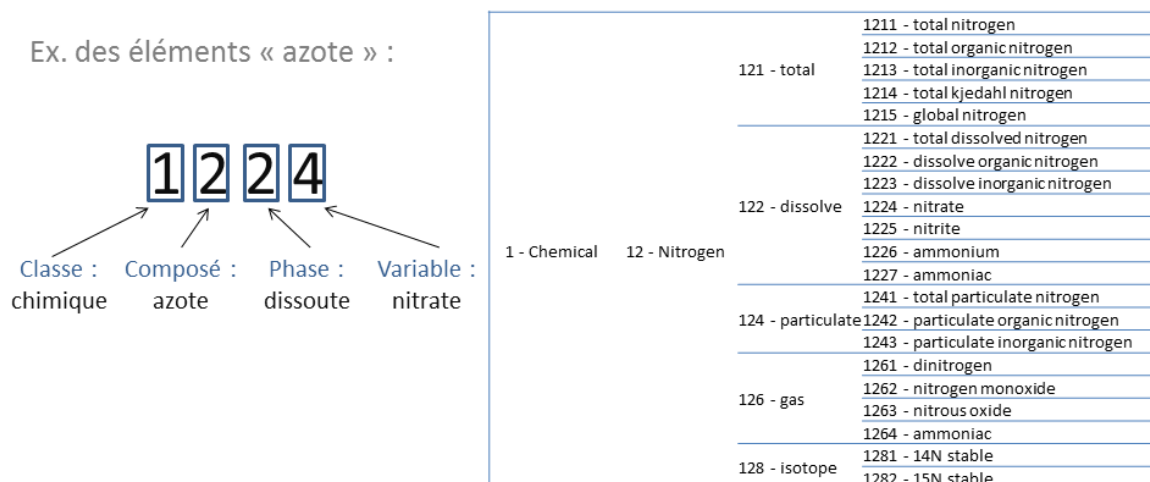 Ex. des éléments « azote » :
1 2 2 4
Classe : Composé : Phase : Variable :
chimique azote dissoute nitrate
1 - Chemical
12 - Nitrogen
121 - total
1211 - total nitrogen
1212 - total organic nitrogen
1213 - total inorganic nitrogen
1214 - total kjedahl nitrogen
1215 - global nitrogen
122 - dissolve
1221 - total dissolved nitrogen
1222 - dissolve organic nitrogen
1223 - dissolve inorganic nitrogen
1224 - nitrate
1225 - nitrite
1226 - ammonium
1227 - ammoniac
124 - particulate
1241 - total particulate nitrogen
1242 - particulate organic nitrogen
1243 - particulate inorganic nitrogen
126 - gas
1261 - dinitrogen
1262 - nitrogen monoxide
1263 - nitrous oxide
1264 - ammoniac
128 - isotope
1281 - 14N stable
1282 - 15N stable